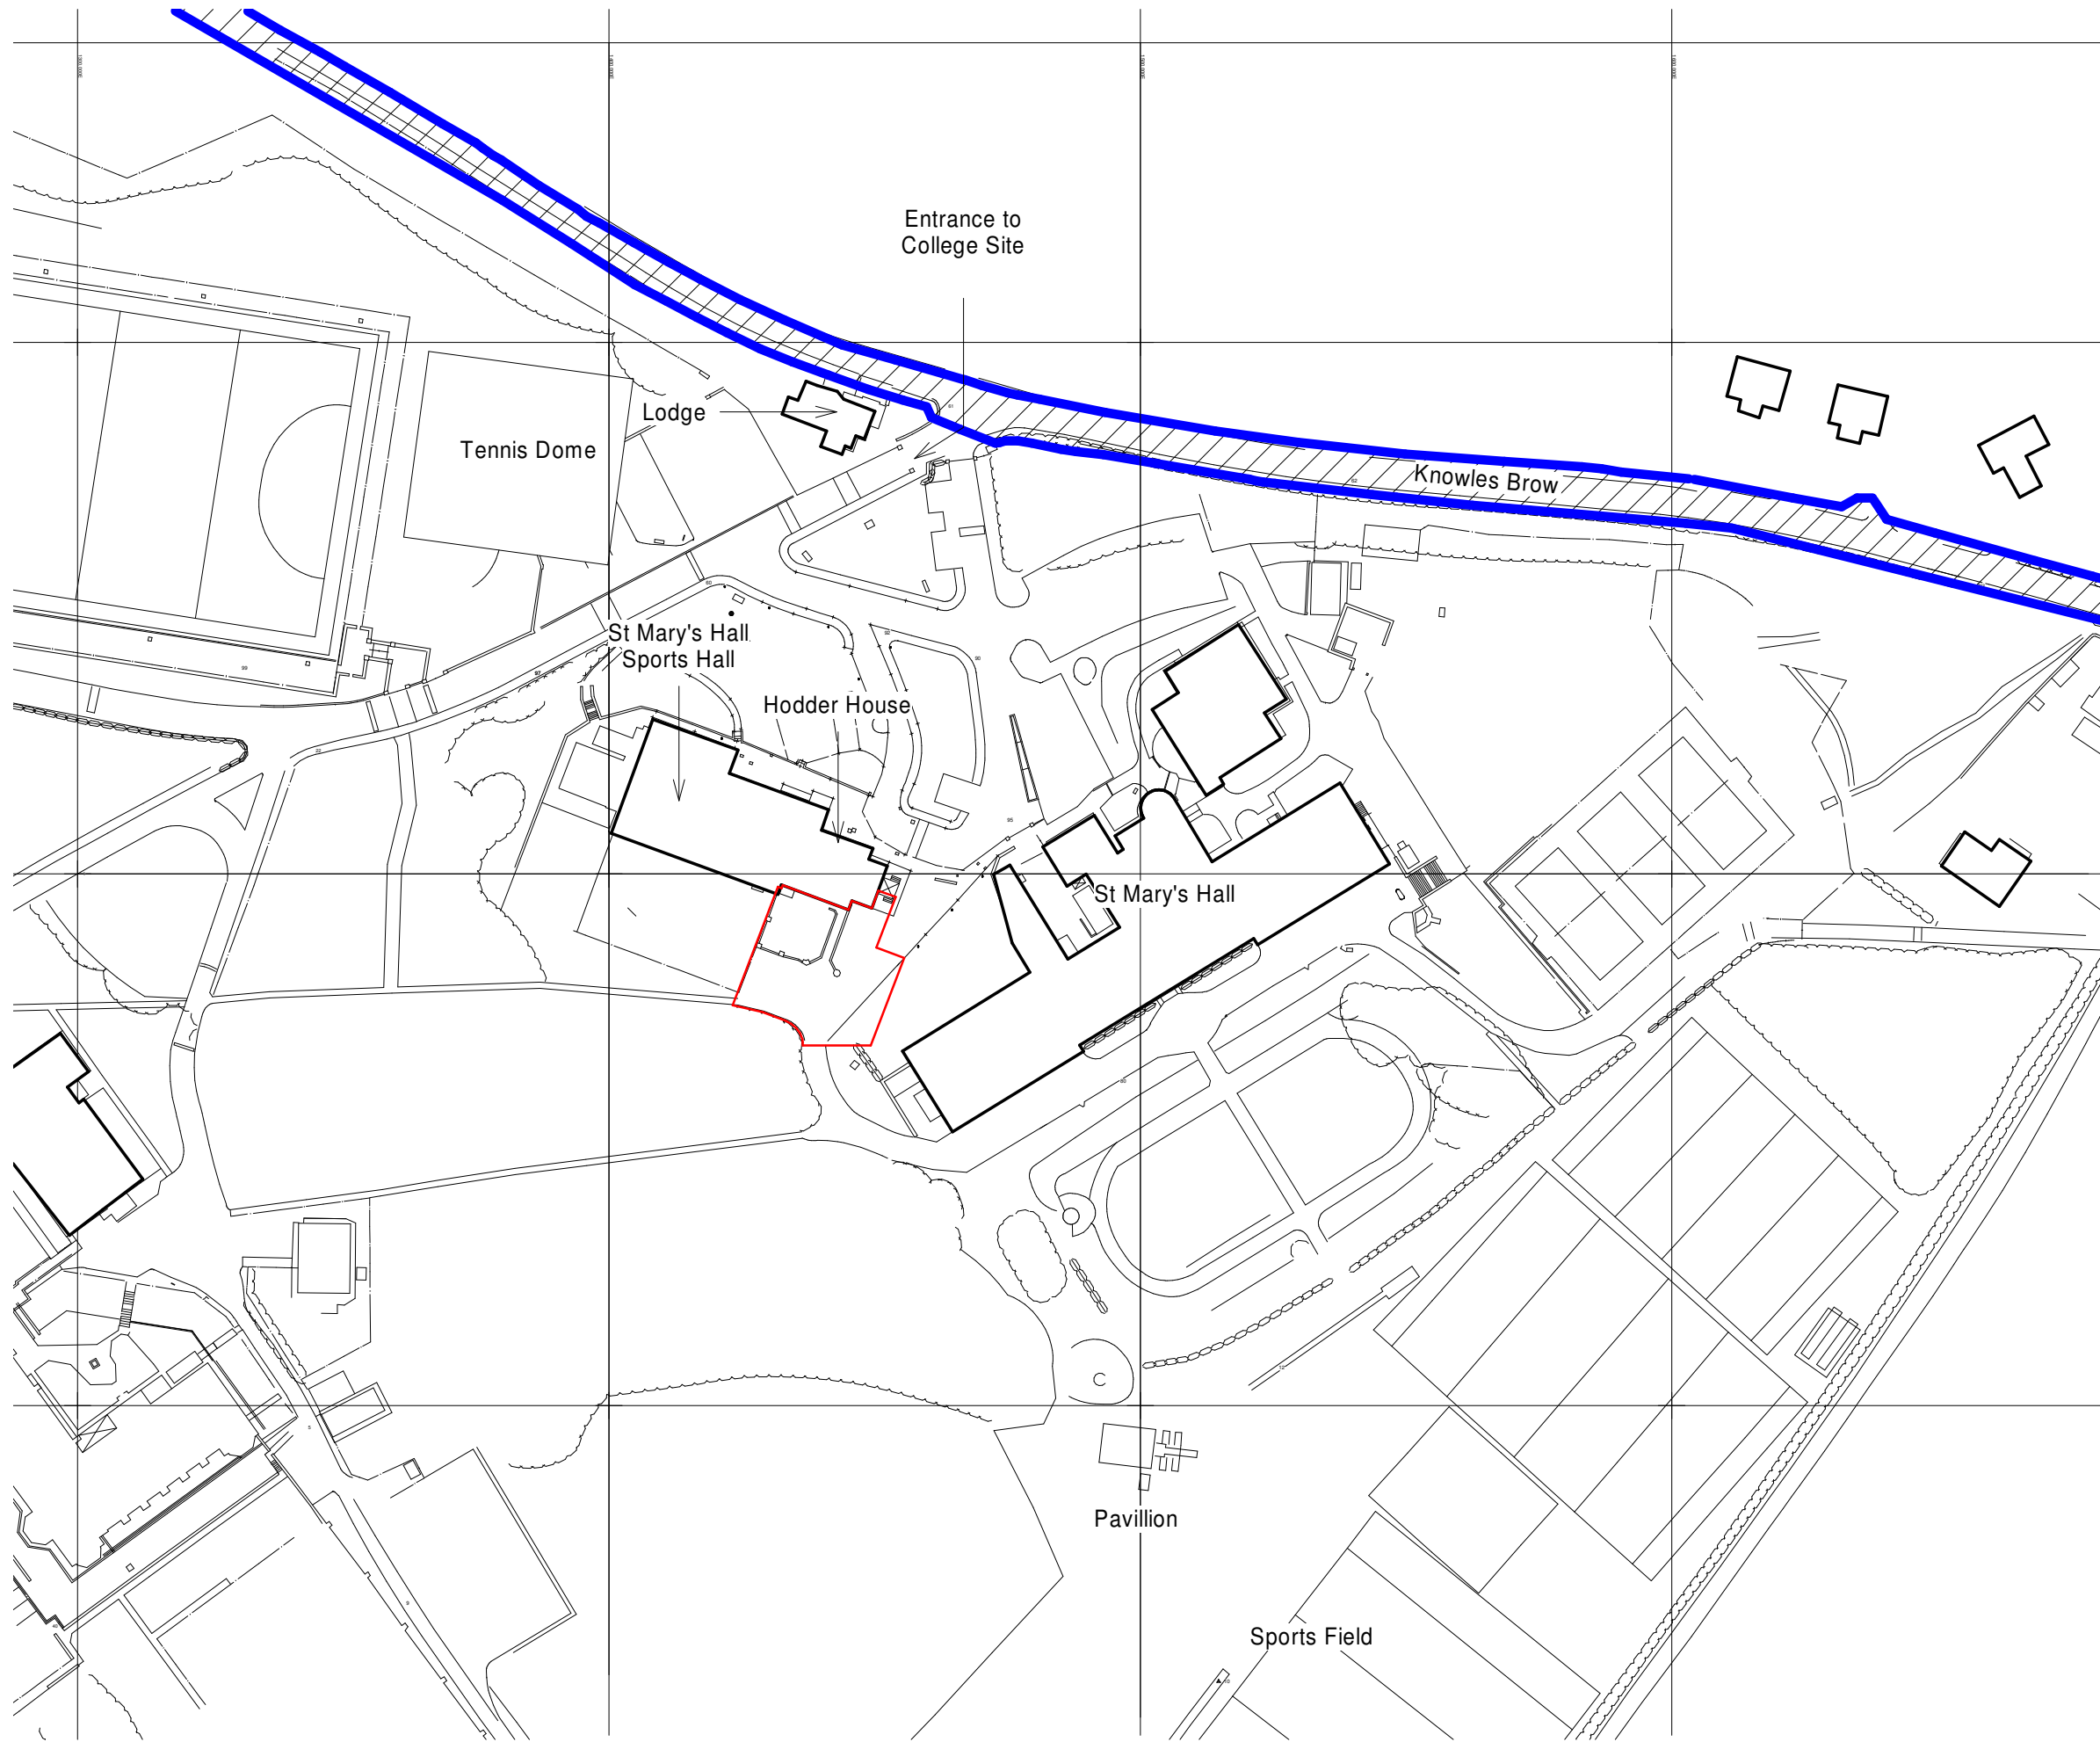 Entrance to
College Site
Lodge
Tennis Dome
Knowles Brow
St Mary's Hall
Sports Hall
Hodder House
St Mary's Hall
Pavillion
Sports Field